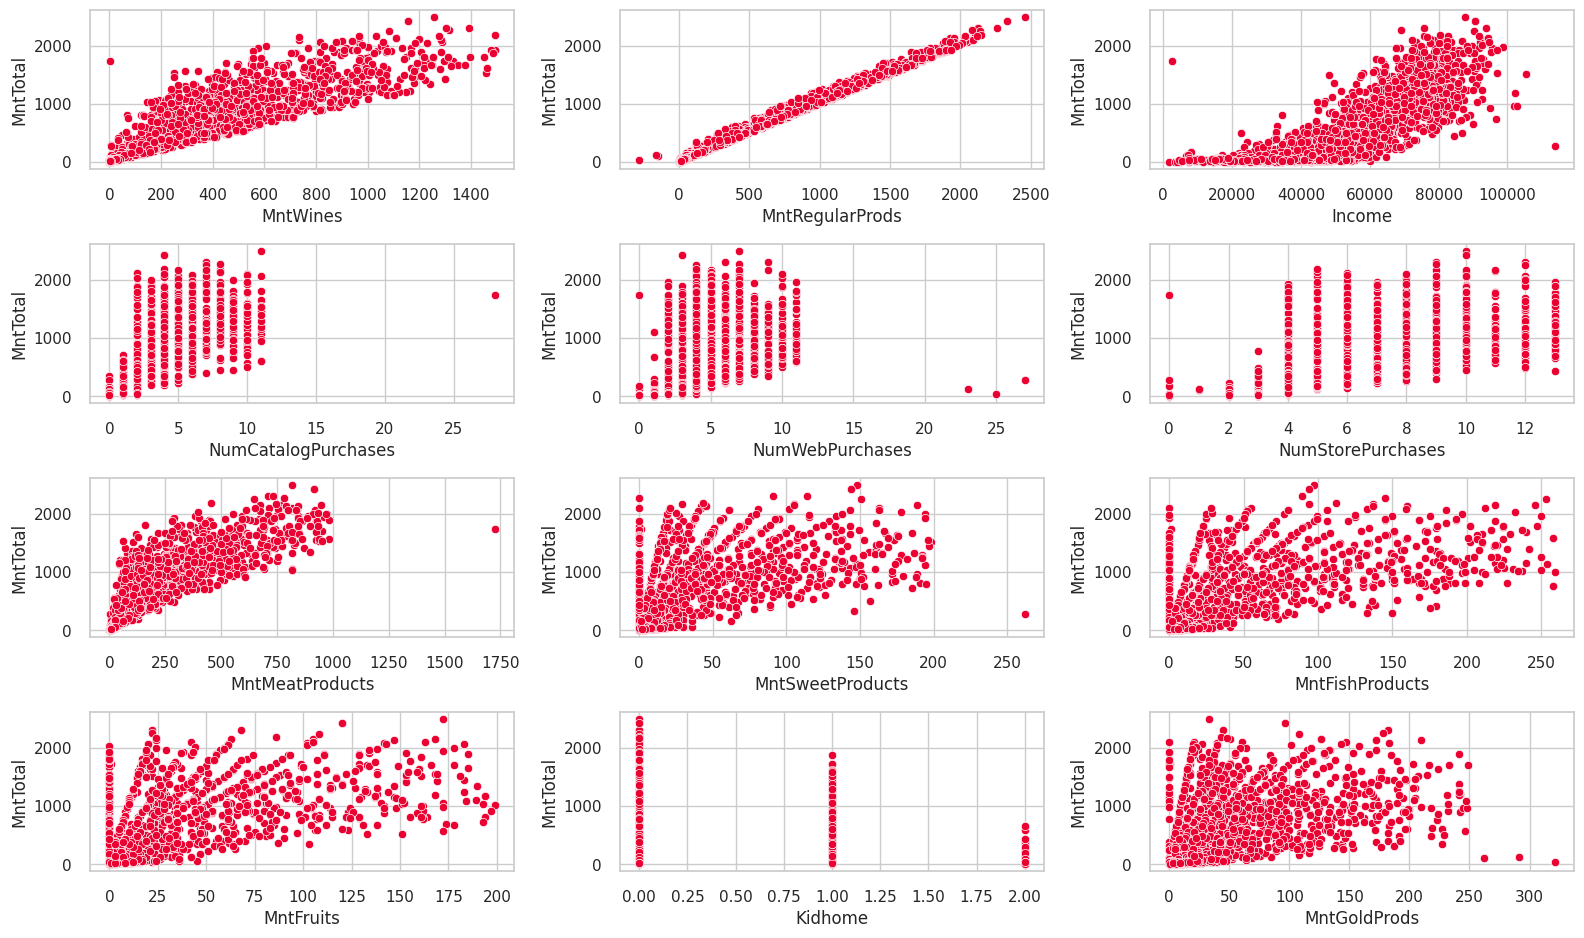 MntTotal
2000
1000
0
0 200 400 600 800 1000 1200 1400
MntWines
MntTotal
2000
1000
0
0 500 1000 1500 2000 2500
MntRegularProds
MntTotal
2000
1000
0
0 20000 40000 60000 80000 100000
Income
MntTotal
2000
1000
0
0 5 10 15 20 25
NumCatalogPurchases
MntTotal
2000
1000
0
0 5 10 15 20 25
NumWebPurchases
MntTotal
2000
1000
0
0 2 4 6 8 10 12
NumStorePurchases
MntTotal
2000
1000
0
0 250 500 750 1000 1250 1500 1750
MntMeatProducts
MntTotal
2000
1000
0
0 50 100 150 200 250
MntSweetProducts
MntTotal
2000
1000
0
0 50 100 150 200 250
MntFishProducts
MntTotal
2000
1000
0
0 25 50 75 100 125 150 175 200
MntFruits
MntTotal
2000
1000
0
0.00 0.25 0.50 0.75 1.00 1.25 1.50 1.75 2.00
Kidhome
MntTotal
2000
1000
0
0 50 100 150 200 250 300
MntGoldProds